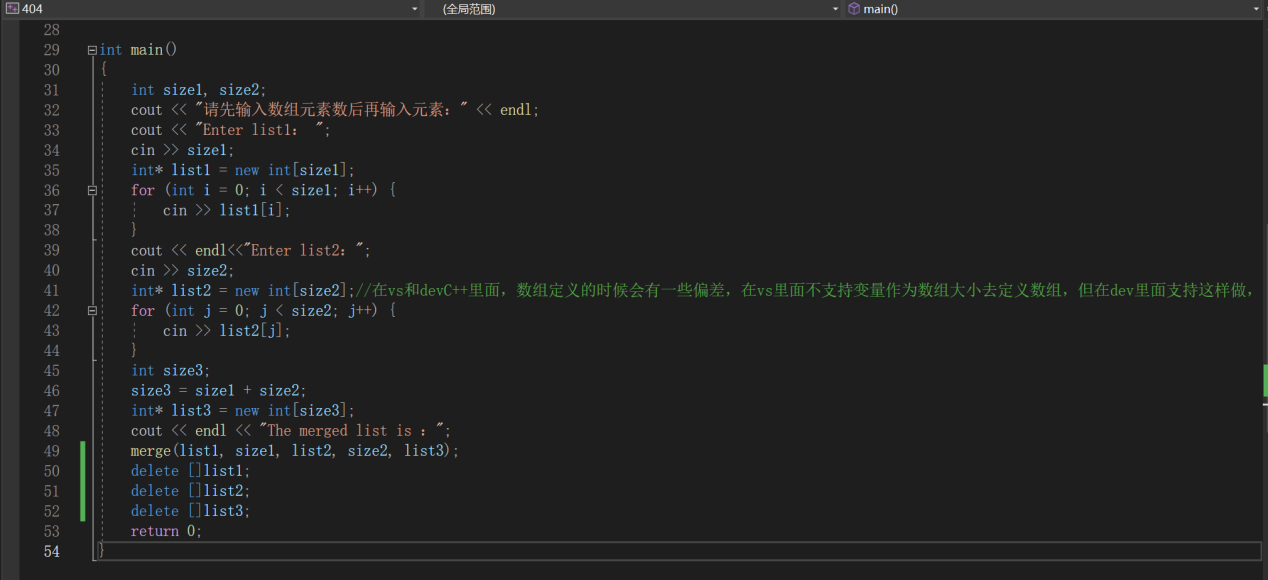 404 (全局范围) main()
28
29 int main()
30 {
31 int size1, size2;
32 cout << "请先输入数组元素数后再输入元素：" << endl;
33 cout << "Enter list1： ";
34 cin >> size1;
35 int* list1 = new int[size1];
36 for (int i = 0; i < size1; i++) {
37 cin >> list1[i];
38 }
39 cout << endl<<"Enter list2：";
40 cin >> size2;
41 int* list2 = new int[size2];//在vs和devC++里面，数组定义的时候会有一些偏差，在vs里面不支持变量作为数组大小去定义数组，但在dev里面支持这样做，
42 for (int j = 0; j < size2; j++) {
43 cin >> list2[j];
44 }
45 int size3;
46 size3 = size1 + size2;
47 int* list3 = new int[size3];
48 cout << endl << "The merged list is ：";
49 merge(list1, size1, list2, size2, list3);
50 delete []list1;
51 delete []list2;
52 delete []list3;
53 return 0;
54 }